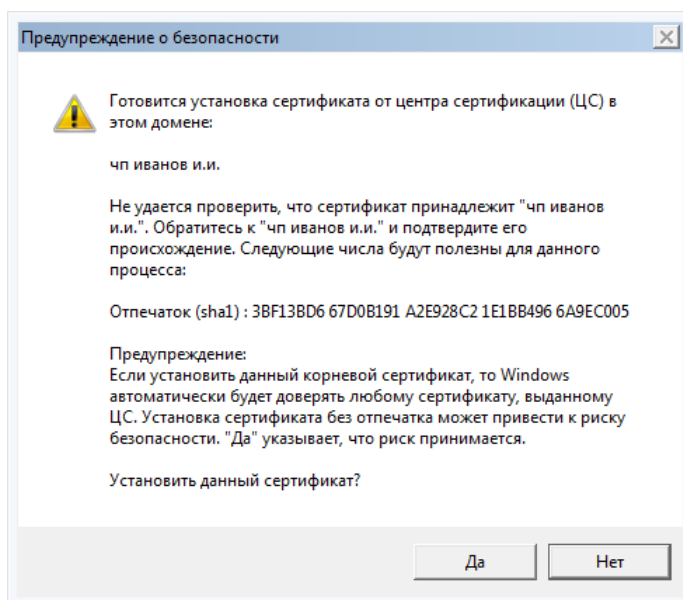 Предупреждение о безопасности
Готовится установка сертификата от центра сертификации (ЦС) в
этом домене:
чп иванов и.и.
Не удается проверить, что сертификат принадлежит "чп иванов
и.и.". Обратитесь к "чп иванов и.и." и подтвердите его
происхождение. Следующие числа будут полезны для данного
процесса:
Отпечаток (sha1) : 3BF13BD6 67D0B191 A2E928C2 1E1BB496 6A9EC005
Предупреждение:
Если установить данный корневой сертификат, то Windows
автоматически будет доверять любому сертификату, выданному
ЦС. Установка сертификата без отпечатка может привести к риску
безопасности. "Да" указывает, что риск принимается.
Установить данный сертификат?
Да
Нет